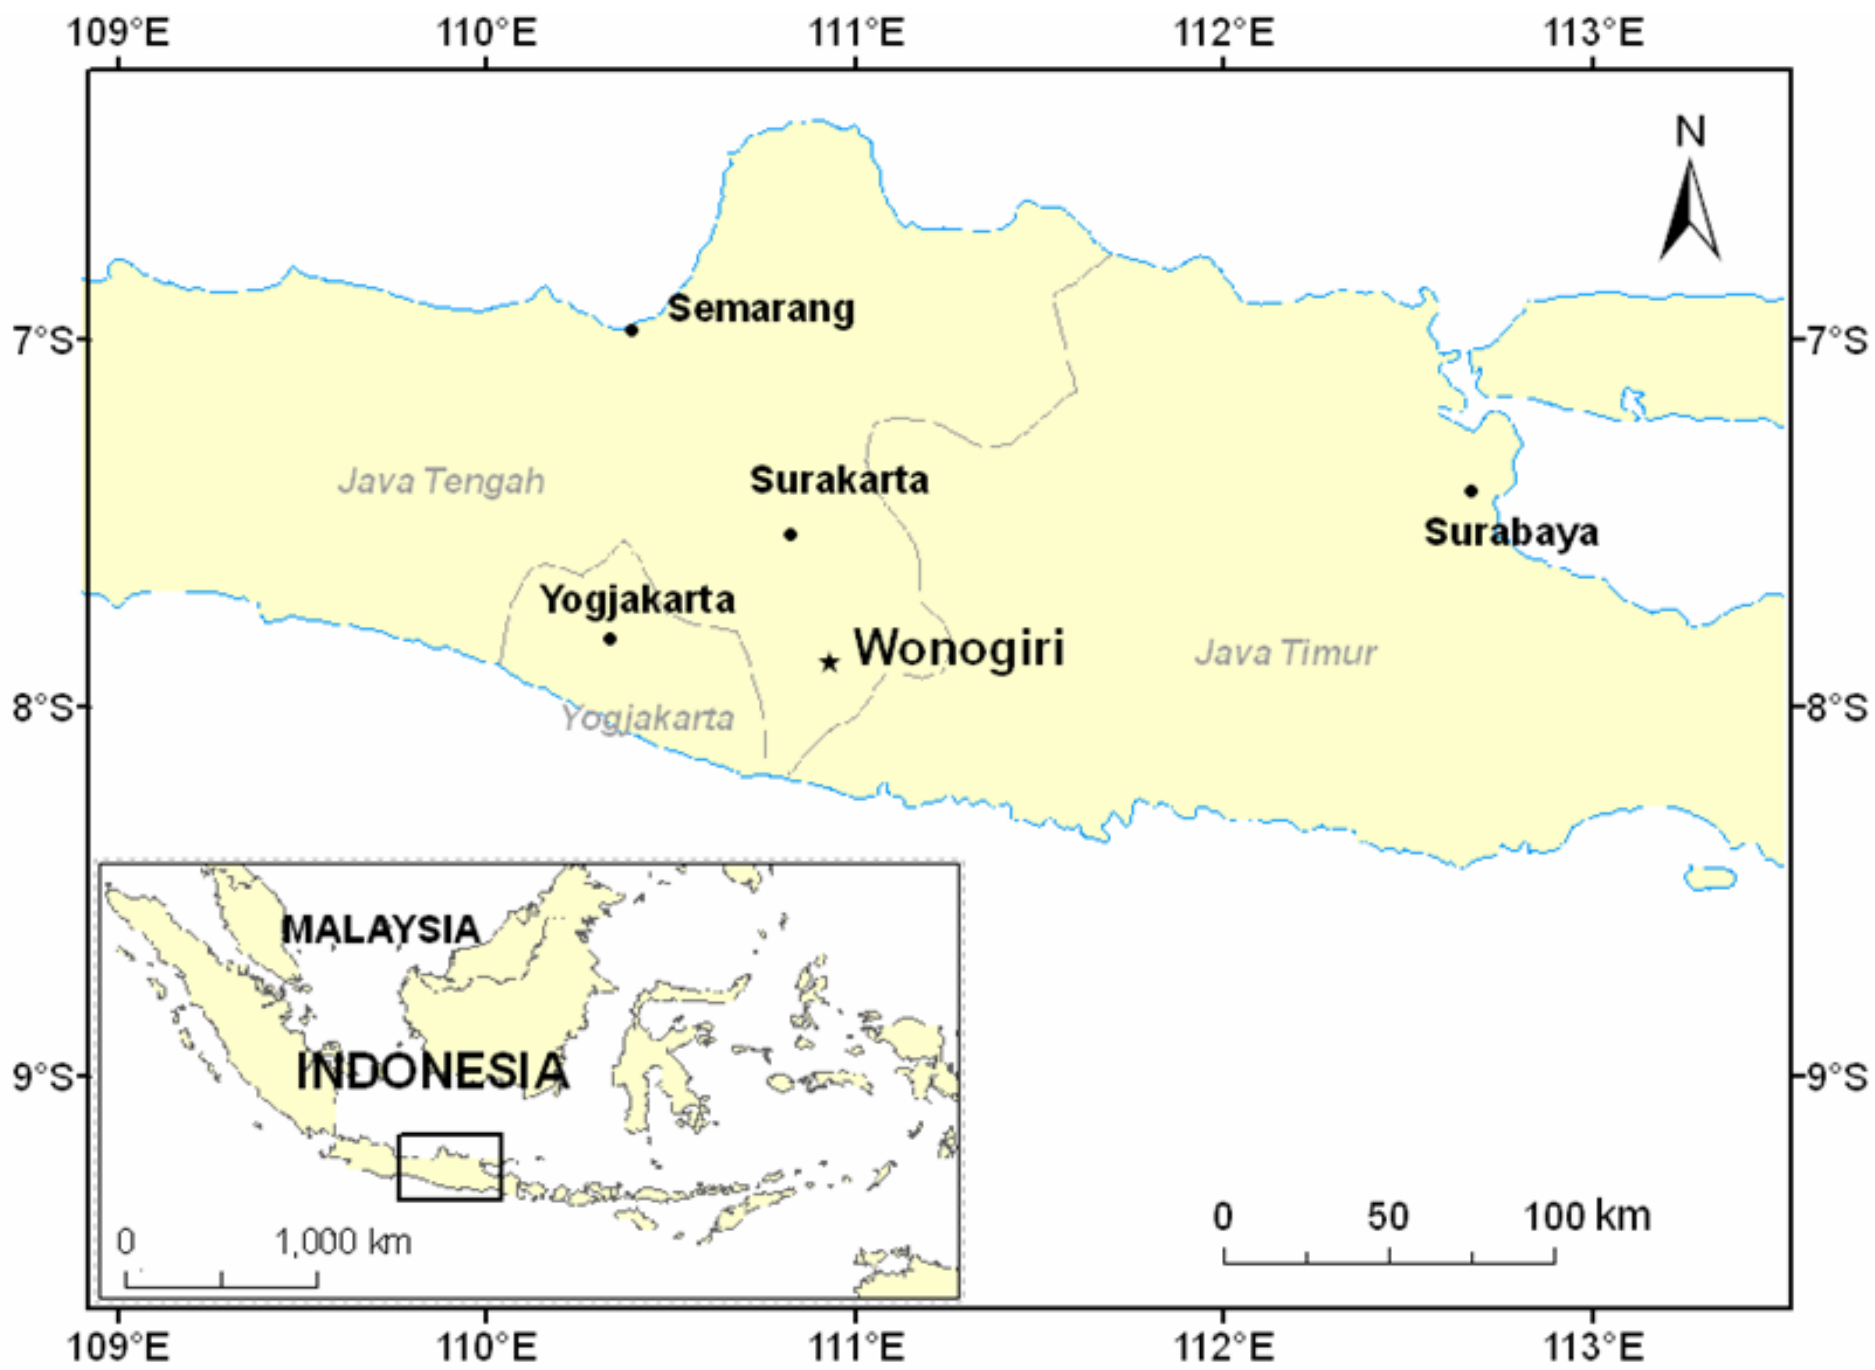 109°E 110°E 111°E 112°E 113°E
N
Semarang
7°S 7°S
Java Tengah
Surakarta
Surabaya
Yogjakarta
Wonogiri
Java Timur
8°S 8°S
Yogjakarta
MALAYSIA
INDONESIA
9°S 9°S
0 1,000 km
0 50 100 km
109°E 110°E 111°E 112°E 113°E